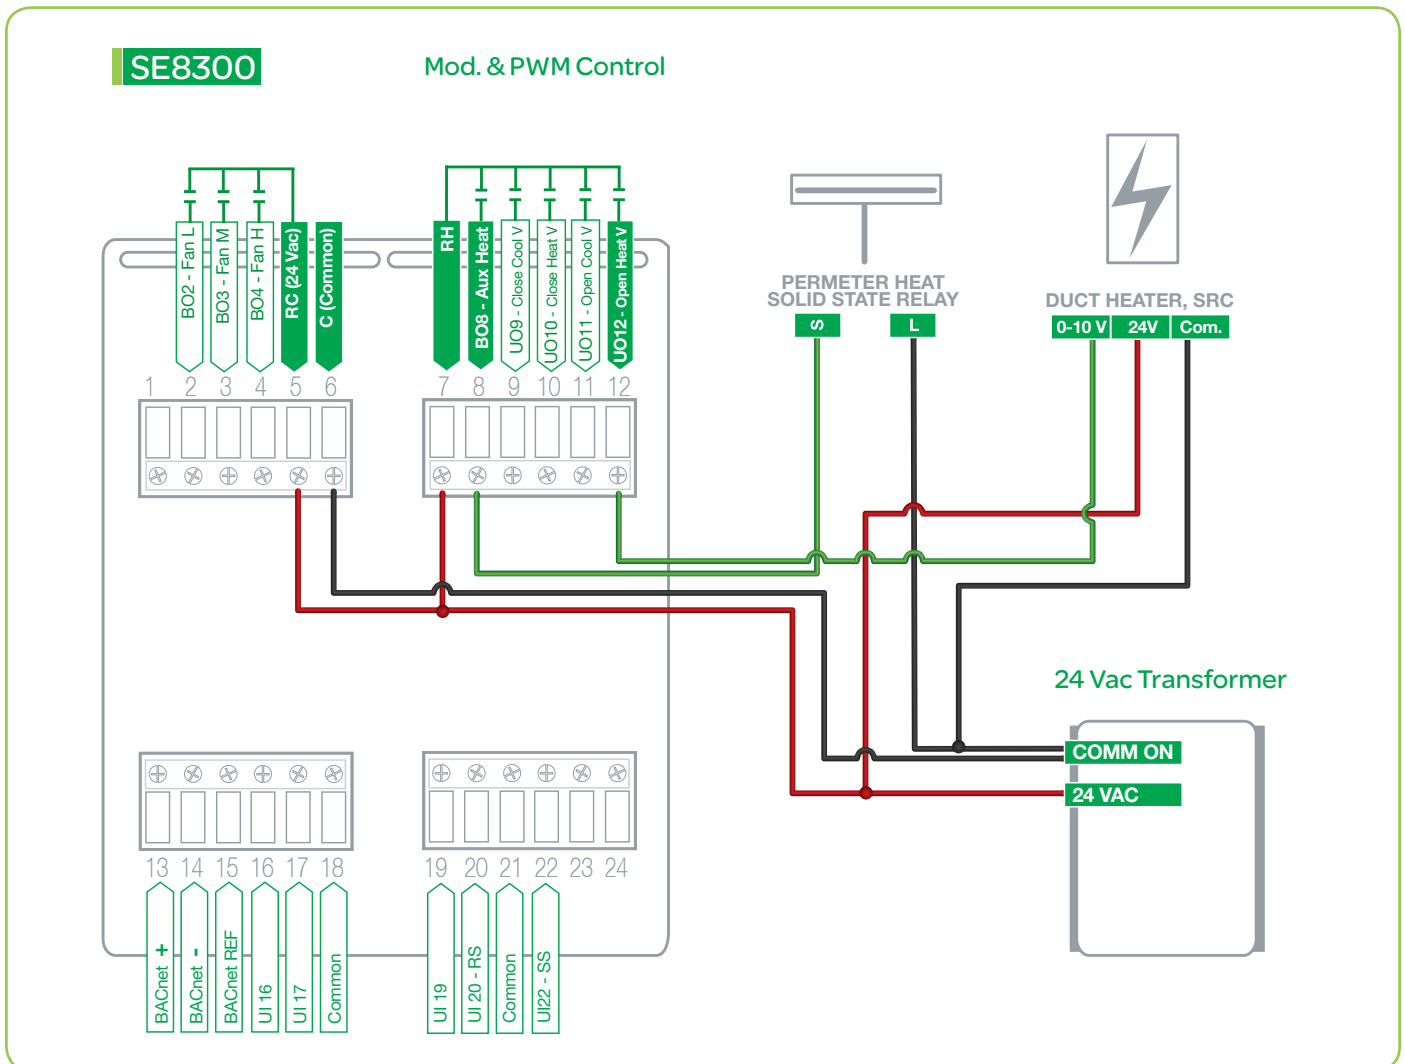 SE8300
Mod. & PWM Control
BO2 - Fan L
BO3 - Fan M
BO4 - Fan H
RC (24 Vac)
C (Common)
RH
BO8 - Aux Heat
UO9 - Close Cool V
UO10 - Close Heat V
UO11 - Open Cool V
UO12 - Open Heat V
PERMETER HEAT
SOLID STATE RELAY
S
L
DUCT HEATER, SRC
0-10 V
24V
Com.
1 2 3 4 5 6
7 8 9 10 11 12
24 Vac Transformer
COMM ON
24 VAC
13 14 15 16 17 18
19 20 21 22 23 24
BACnet +
BACnet -
BACnet REF
UI 16
UI 17
Common
UI 19
UI 20 - RS
Common
UI22 - SS